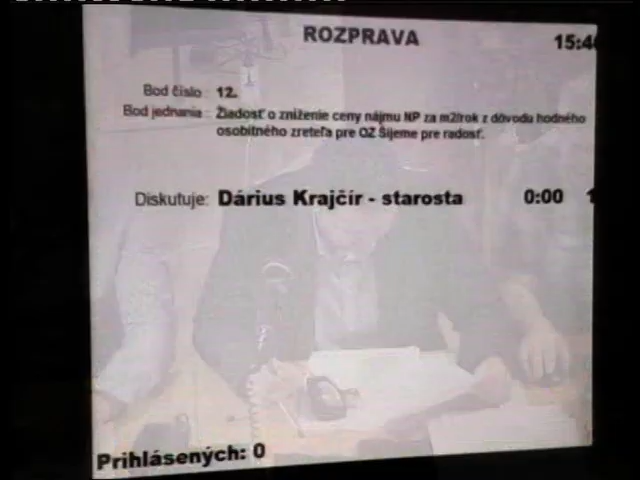 ROZPRAVA
15:4
Bod číslo: 12.
Bod jednania: Žiadosť o zníženie ceny nájmu NP za m2/rok z dôvodu hodného
osobitného zreteľa pre OZ Šijeme pre radosť.
Diskutuje: Dárius Krajčír - starosta 0:00 1
Prihlásených: 0